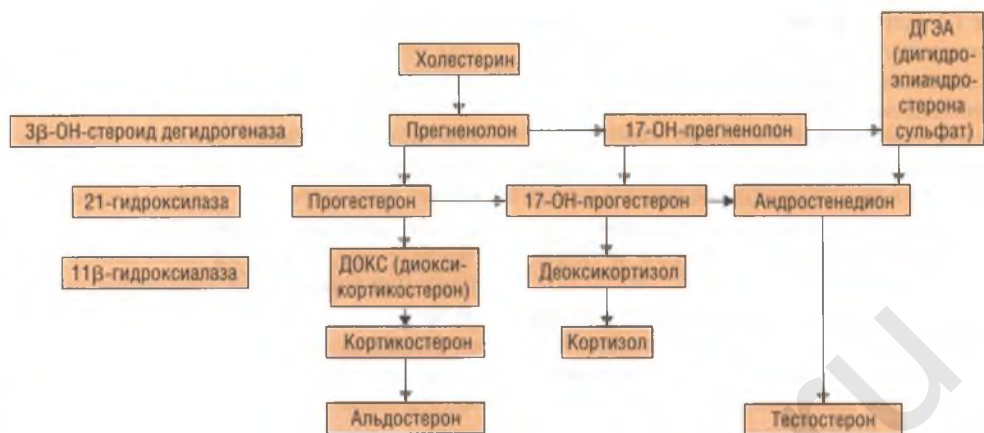 Холестерин
ДГЭА
(дигидро-
эпиандро-
стерона
сульфат)
3β-ОН-стероид дегидрогеназа
Прегненолон
17-ОН-прегненолон
21-гидроксилаза
Прогестерон
17-ОН-прогестерон
Андростенедион
11β-гидроксиалаза
ДОКС (диокси-
кортикостерон)
Деоксикортизол
Кортикостерон
Кортизол
Альдостерон
Тестостерон
ru